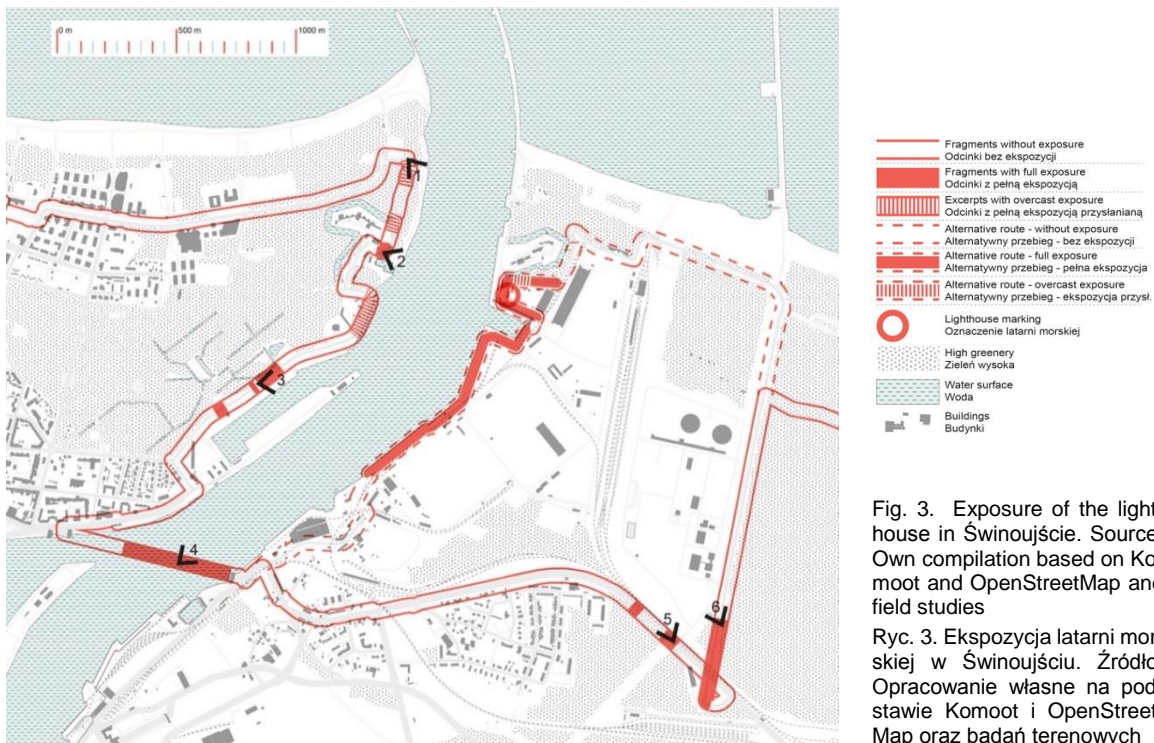 0 m 500 m 1000 m
1
2
3
4
5
6
Fragments without exposure
Odcinki bez ekspozycji
Fragments with full exposure
Odcinki z pełną ekspozycją
Excerpts with overcast exposure
Odcinki z pełną ekspozycją przysłanianą
Alternative route - without exposure
Alternatywny przebieg - bez ekspozycji
Alternative route - full exposure
Alternatywny przebieg - pełna ekspozycja
Alternative route - overcast exposure
Alternatywny przebieg - ekspozycja przysł.
Lighthouse marking
Oznaczenie latarni morskiej
High greenery
Zieleń wysoka
Water surface
Woda
Buildings
Budynki
Fig. 3. Exposure of the light
house in Świnoujście. Source
Own compilation based on Ko
moot and OpenStreetMap and
field studies
Ryc. 3. Ekspozycja latarni mor
skiej w Świnoujściu. Źródło
Opracowanie własne na pod
stawie Komoot i OpenStreet
Map oraz badań terenowych